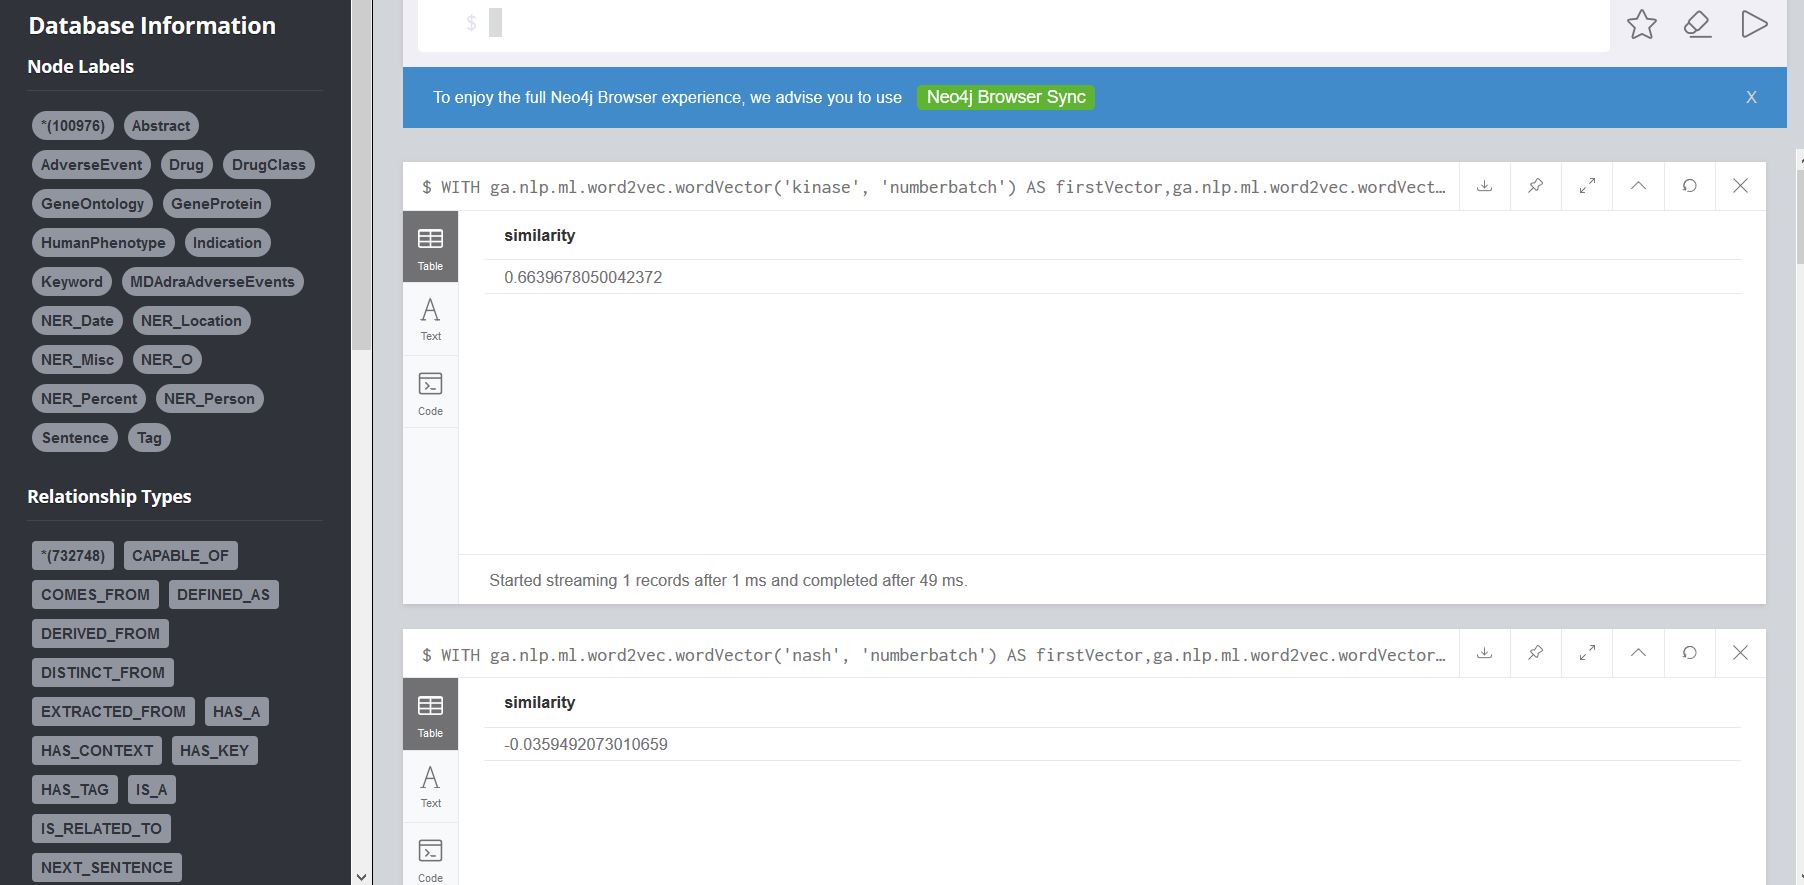 Database Information
Node Labels
*(100976) Abstract
AdverseEvent Drug DrugClass
GeneOntology GeneProtein
HumanPhenotype Indication
Keyword MDAdraAdverseEvents
NER_Date NER_Location
NER_Misc NER_O
NER_Percent NER_Person
Sentence Tag
Relationship Types
*(732748) CAPABLE_OF
COMES_FROM DEFINED_AS
DERIVED_FROM
DISTINCT_FROM
EXTRACTED_FROM HAS_A
HAS_CONTEXT HAS_KEY
HAS_TAG IS_A
IS_RELATED_TO
NEXT_SENTENCE
$
To enjoy the full Neo4j Browser experience, we advise you to use Neo4j Browser Sync X
$ WITH ga.nlp.ml.word2vec.wordVector('kinase', 'numberbatch') AS firstVector,ga.nlp.ml.word2vec.wordVect…
Table
Text
Code
similarity
0.6639678050042372
Started streaming 1 records after 1 ms and completed after 49 ms.
$ WITH ga.nlp.ml.word2vec.wordVector('nash', 'numberbatch') AS firstVector,ga.nlp.ml.word2vec.wordVector…
Table
Text
Code
similarity
-0.0359492073010659